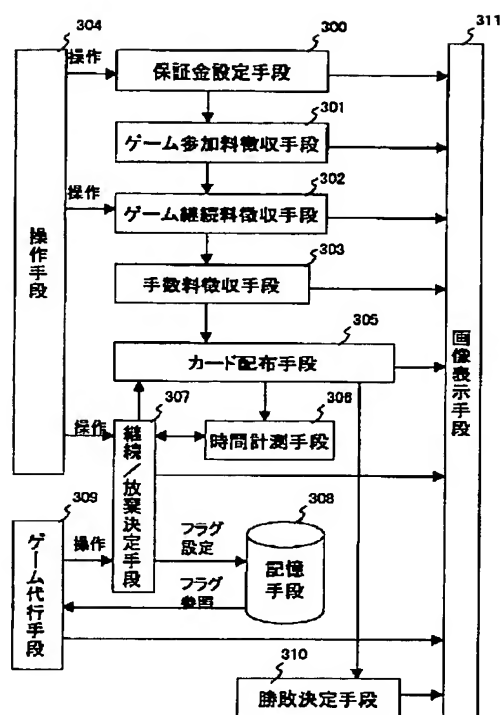 304
操作
300
保証金設定手段
311
301
ゲーム参加料徴収手段
操作
302
ゲーム継続料徴収手段
303
手数料徴収手段
操作手段
305
カード配布手段
画像表示手段
307
306
操作
継続/放棄決定手段
時間計測手段
309
操作
ゲーム代行手段
フラグ設定
308
記憶手段
フラグ参照
310
勝敗決定手段